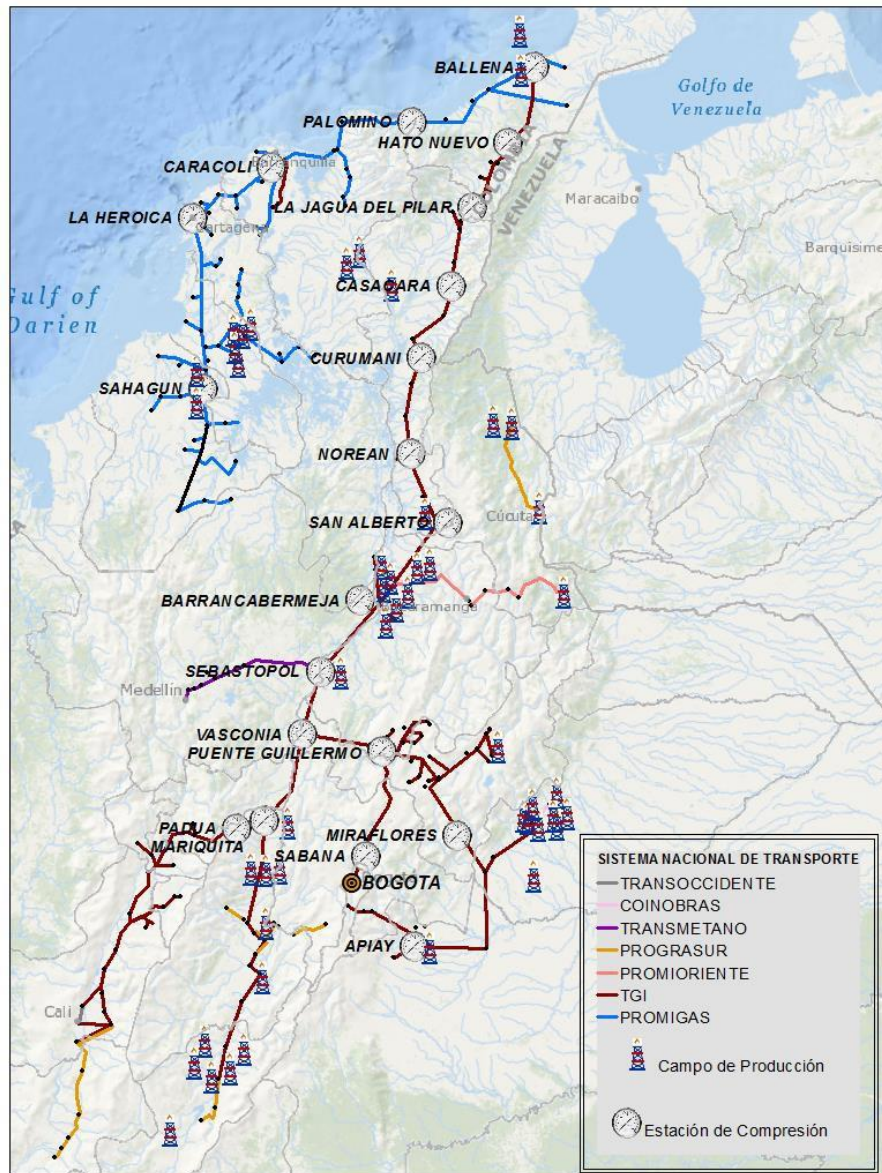 BALLENA
Golfo de
Venezuela
PALOMINO
HATO NUEVO
COLOMBIA
VENEZUELA
CARACOLI
Barranquilla
Maracaibo
LA JAGUA DEL PILAR
LA HEROICA
Cartagena
Barquisime
CASACARA
Gulf of
Darien
CURUMANI
SAHAGUN
NOREAN
SAN ALBERTO
Cúcuta
BARRANCABERMEJA
SEBASTOPOL
Medellín
VASCONIA
PUENTE GUILLERMO
PADUA
MARIQUITA
MIRAFLORES
SABANA
BOGOTA
APIAY
Cali
SISTEMA NACIONAL DE TRANSPORTE
TRANSOCCIDENTE
COINOBRAS
TRANSMETANO
PROGRASUR
PROMIORIENTE
TGI
PROMIGAS
Campo de Producción
Estación de Compresión